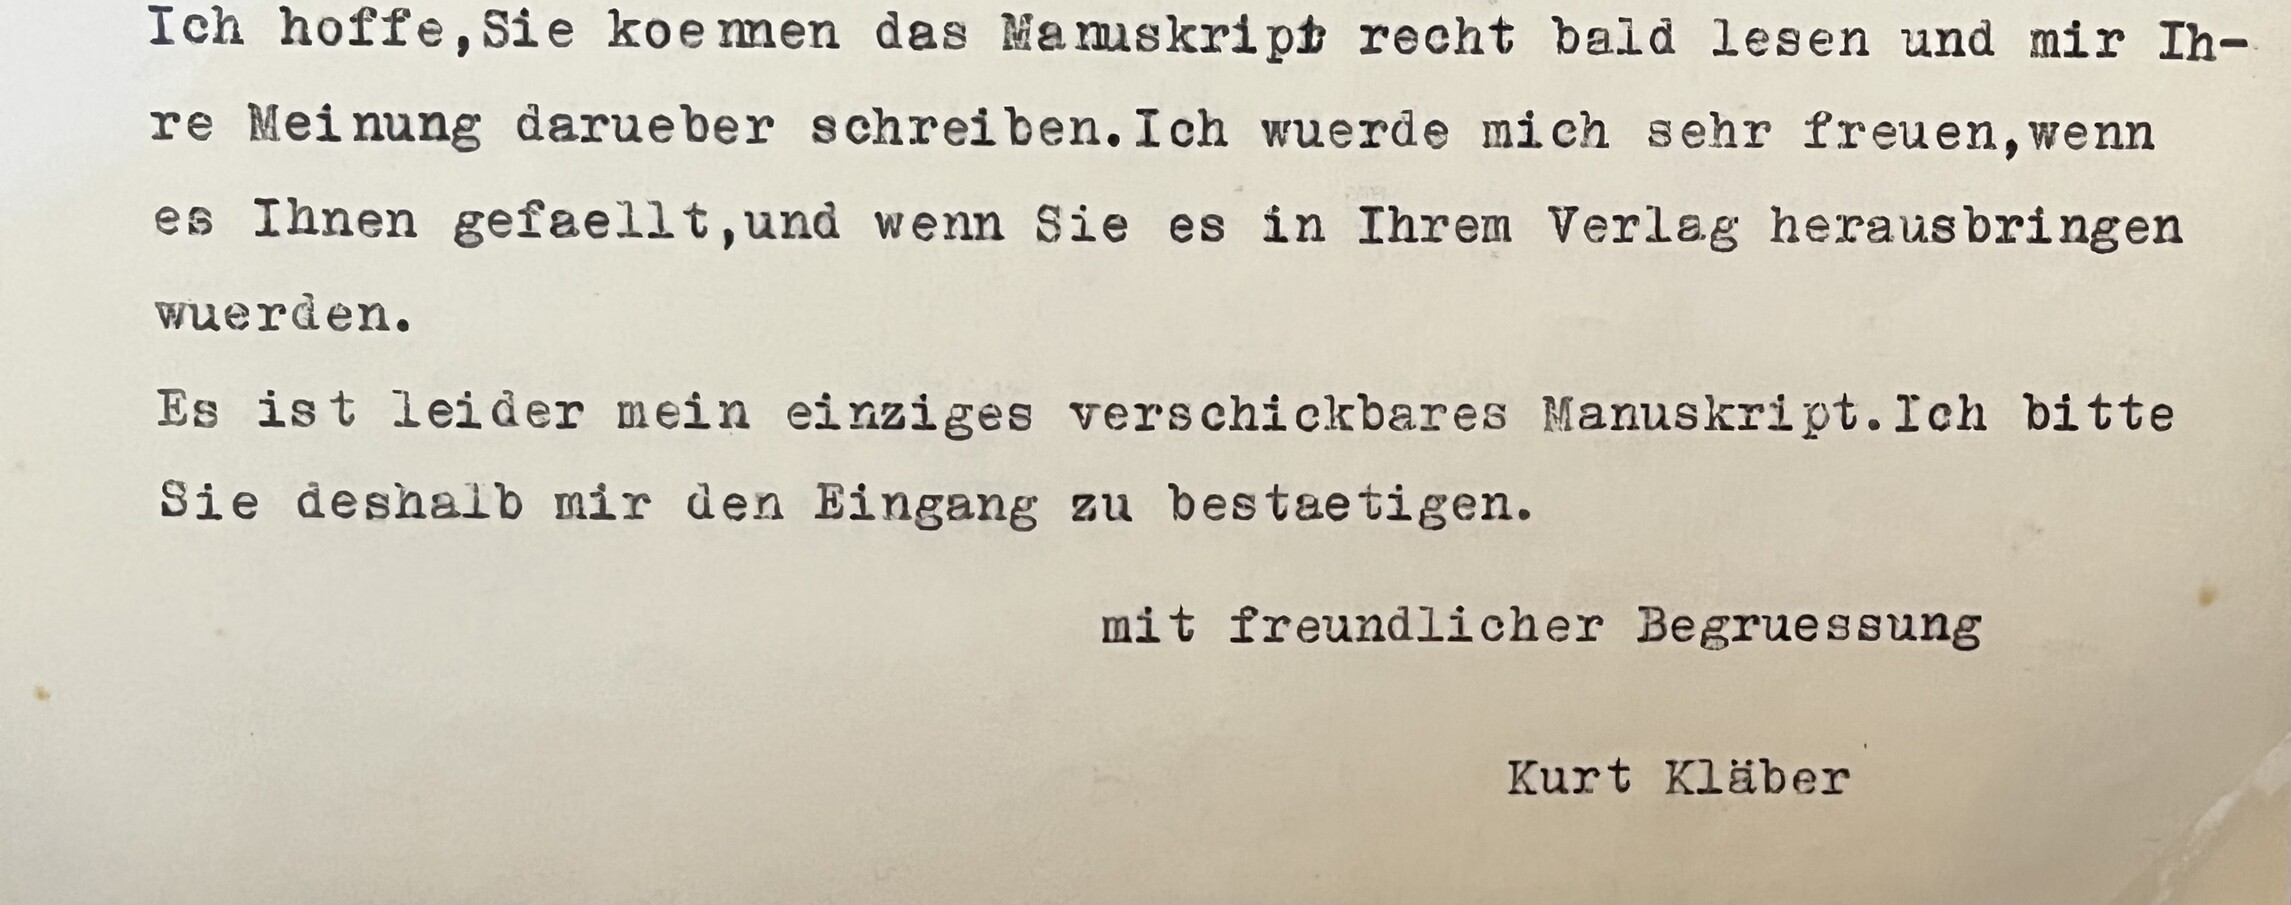 Ich hoffe,Sie koennen das Manuskript recht bald lesen und mir Ih-
re Meinung darueber schreiben.Ich wuerde mich sehr freuen,wenn
es Ihnen gefaellt,und wenn Sie es in Ihrem Verlag herausbringen
wuerden.
Es ist leider mein einziges verschickbares Manuskript.Ich bitte
Sie deshalb mir den Eingang zu bestaetigen.
mit freundlicher Begruessung
Kurt Kläber